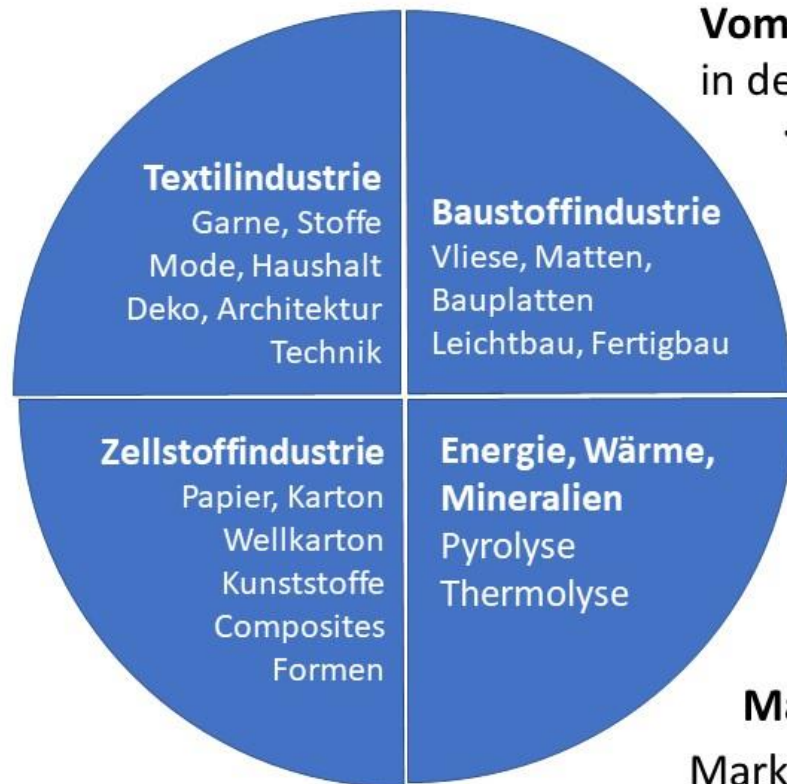 Vom
in de
Textilindustrie
Garne, Stoffe
Mode, Haushalt
Deko, Architektur
Technik
Baustoffindustrie
Vliese, Matten,
Bauplatten
Leichtbau, Fertigbau
Zellstoffindustrie
Papier, Karton
Wellkarton
Kunststoffe
Composites
Formen
Energie, Wärme,
Mineralien
Pyrolyse
Thermolyse
Ma
Mark